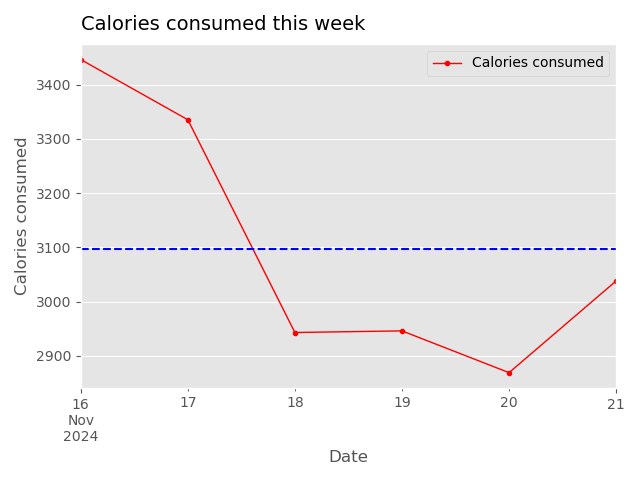 Calories consumed this week
Calories consumed
3400
3300
3200
3100
3000
2900
Calories consumed
16
Nov
2024
17
18
19
20
21
Date